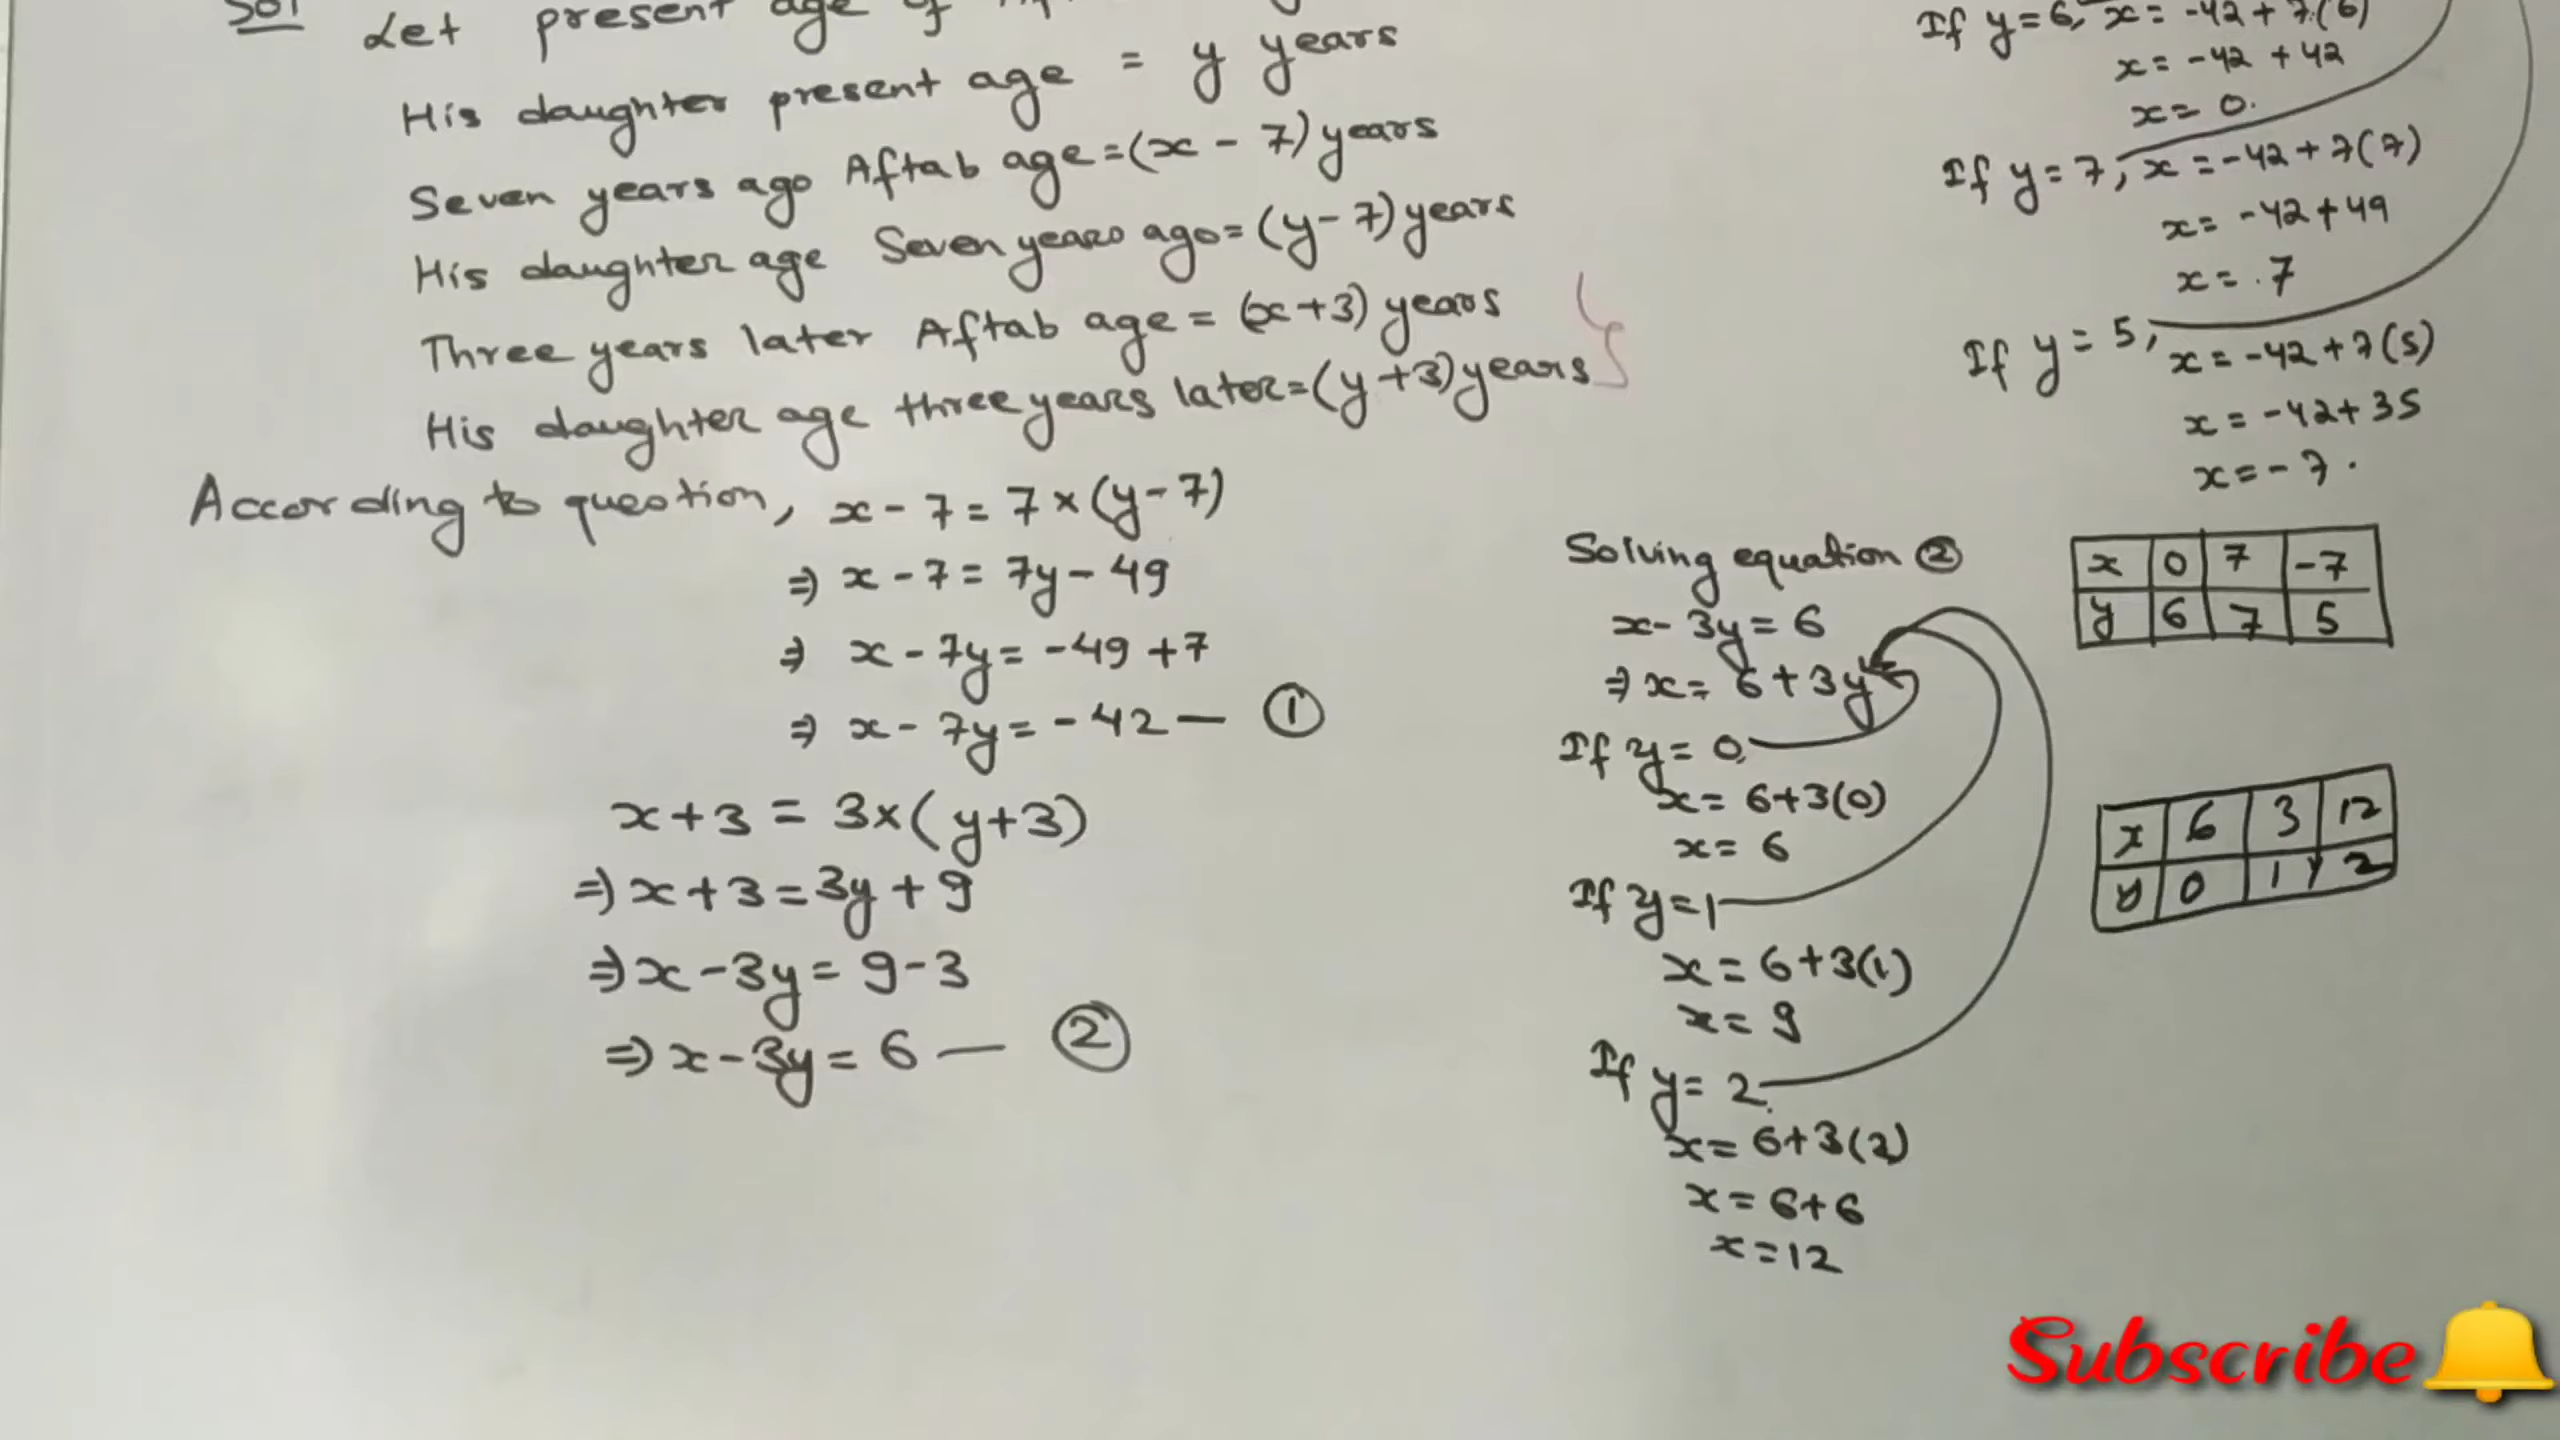 Sol
Let present age of
His daughter present age = y years
Seven years ago Aftab age = (x - 7) years
His daughter age Seven years ago = (y - 7) years
Three years later Aftab age = (x+3) years
His daughter age three years later = (y+3) years
According to question, x - 7 = 7 × (y - 7)
⇒ x - 7 = 7y - 49
⇒ x - 7y = -49 + 7
⇒ x - 7y = - 42 — ①
x + 3 = 3 × (y+3)
⇒ x + 3 = 3y + 9
⇒ x - 3y = 9 - 3
⇒ x - 3y = 6 — ②
If y = 6, x = -42 + 7(6)
x = -42 + 42
x = 0.
If y = 7, x = -42 + 7(7)
x = -42 + 49
x = 7
If y = 5, x = -42 + 7(5)
x = -42 + 35
x = - 7.
x 0 7 -7
y 6 7 5
Solving equation ②
x - 3y = 6
⇒ x = 6 + 3y
If y = 0,
x = 6+3(0)
x = 6
If y = 1
x = 6+3(1)
x = 9
If y = 2
x = 6+3(2)
x = 6+6
x = 12
x 6 3 12
y 0 1 2
Subscribe